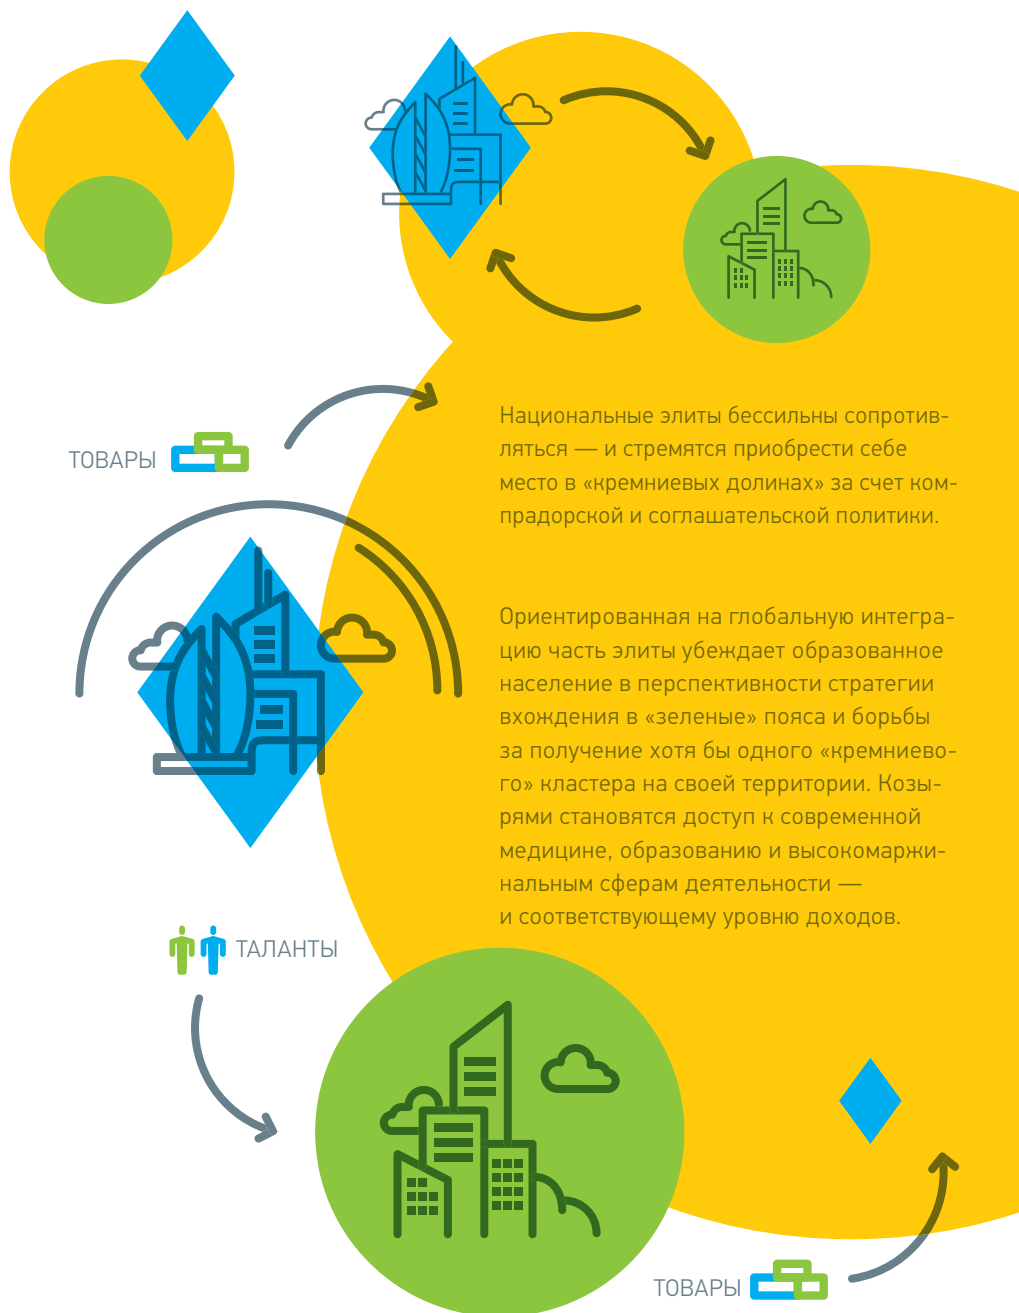 ТОВАРЫ
Национальные элиты бессильны сопротив-
ляться — и стремятся приобрести себе
место в «кремниевых долинах» за счет ком-
прадорской и соглашательской политики.
Ориентированная на глобальную интегра-
цию часть элиты убеждает образованное
население в перспективности стратегии
вхождения в «зеленые» пояса и борьбы
за получение хотя бы одного «кремниево-
го» кластера на своей территории. Козы-
рями становятся доступ к современной
медицине, образованию и высокомаржи-
нальным сферам деятельности —
и соответствующему уровню доходов.
ТАЛАНТЫ
ТОВАРЫ